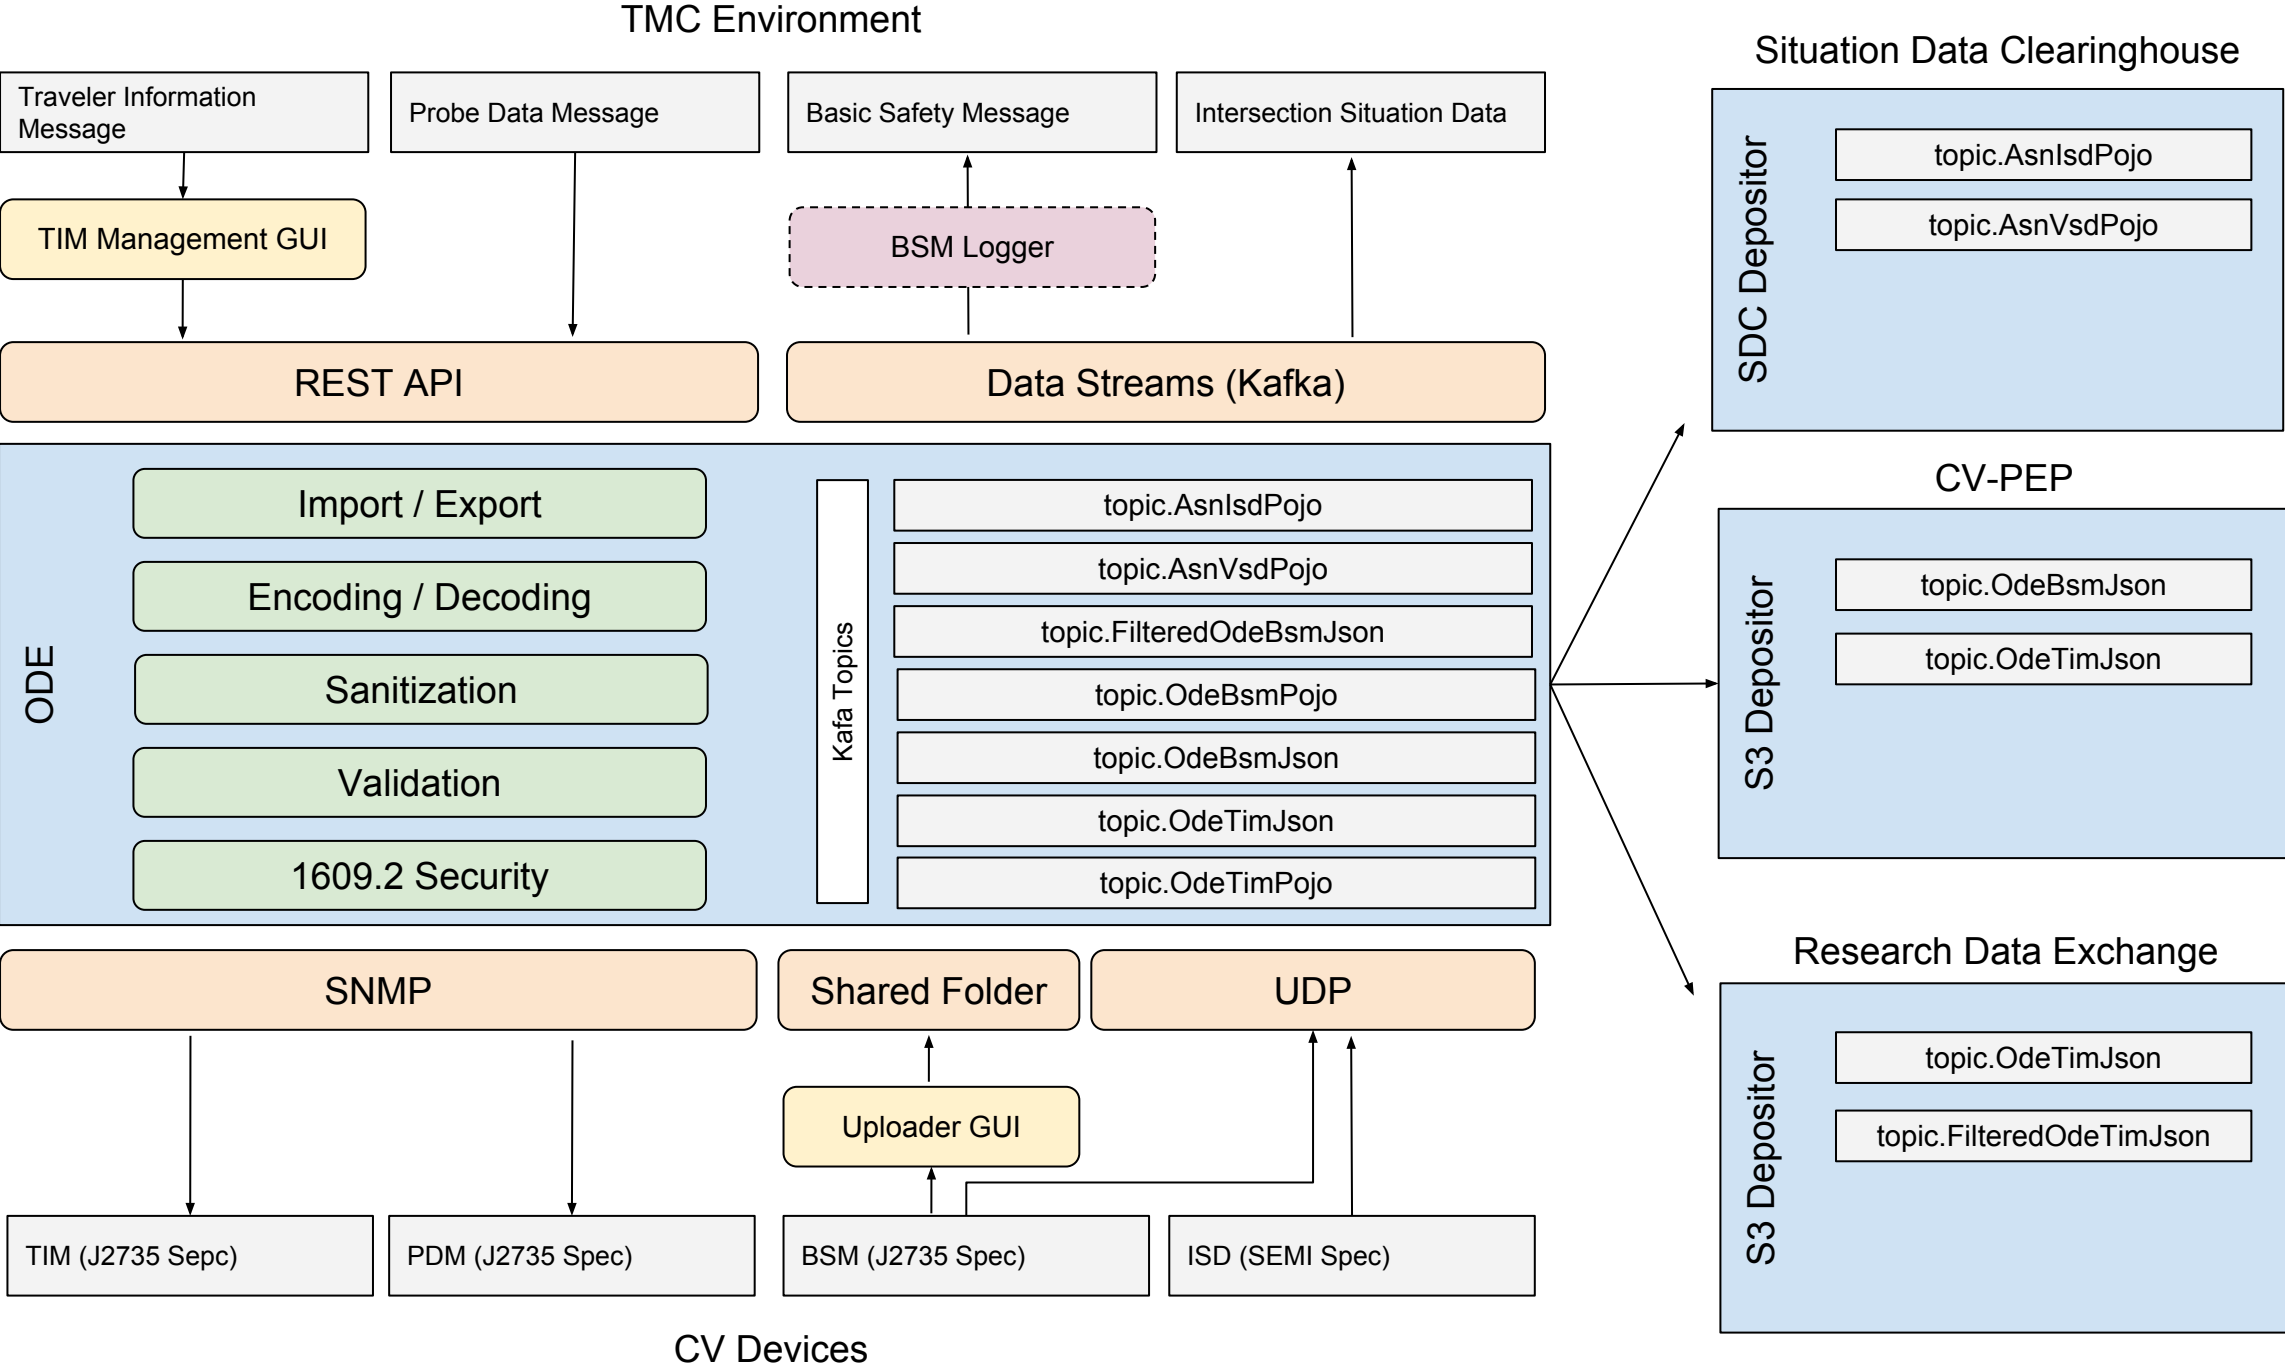 TMC Environment
Traveler Information
Message
Probe Data Message
Basic Safety Message
Intersection Situation Data
TIM Management GUI
BSM Logger
REST API
Data Streams (Kafka)
ODE
Import / Export
Encoding / Decoding
Sanitization
Validation
1609.2 Security
Kafa Topics
topic.AsnIsdPojo
topic.AsnVsdPojo
topic.FilteredOdeBsmJson
topic.OdeBsmPojo
topic.OdeBsmJson
topic.OdeTimJson
topic.OdeTimPojo
SNMP
Shared Folder
UDP
Uploader GUI
TIM (J2735 Sepc)
PDM (J2735 Spec)
BSM (J2735 Spec)
ISD (SEMI Spec)
CV Devices
Situation Data Clearinghouse
SDC Depositor
topic.AsnIsdPojo
topic.AsnVsdPojo
CV-PEP
S3 Depositor
topic.OdeBsmJson
topic.OdeTimJson
Research Data Exchange
S3 Depositor
topic.OdeTimJson
topic.FilteredOdeTimJson